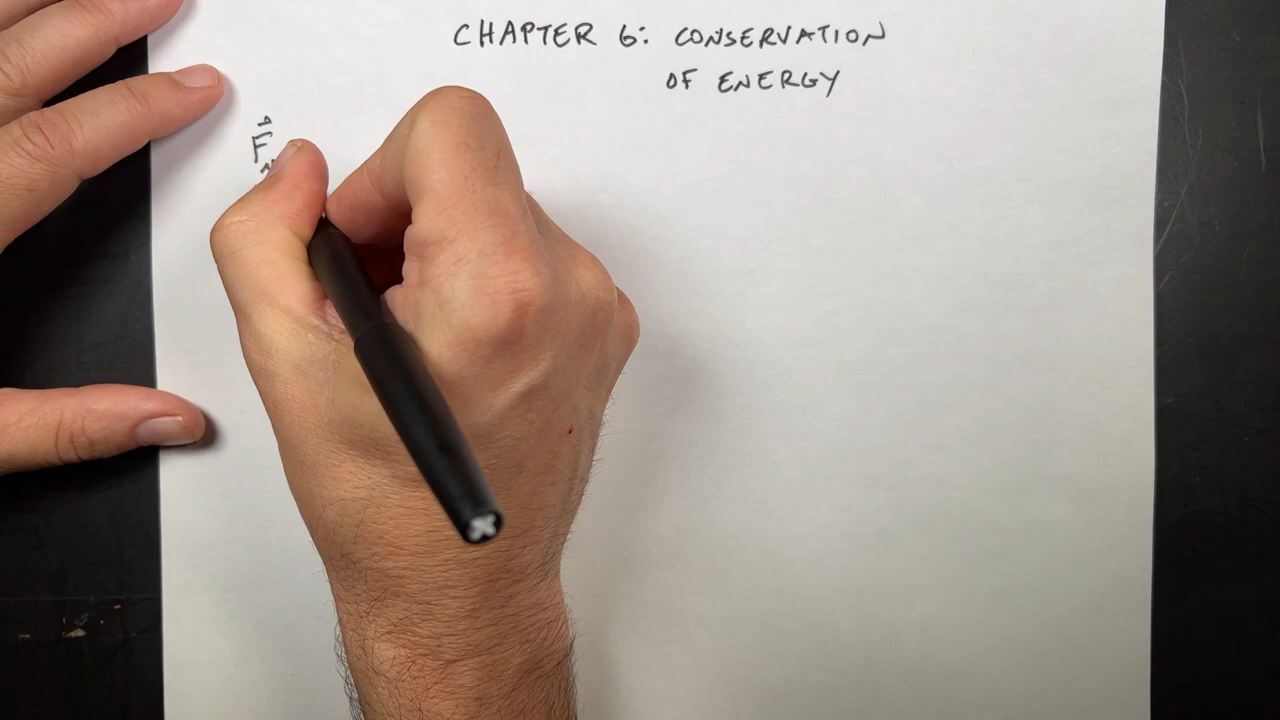 CHAPTER 6: CONSERVATION
OF ENERGY
F⃗